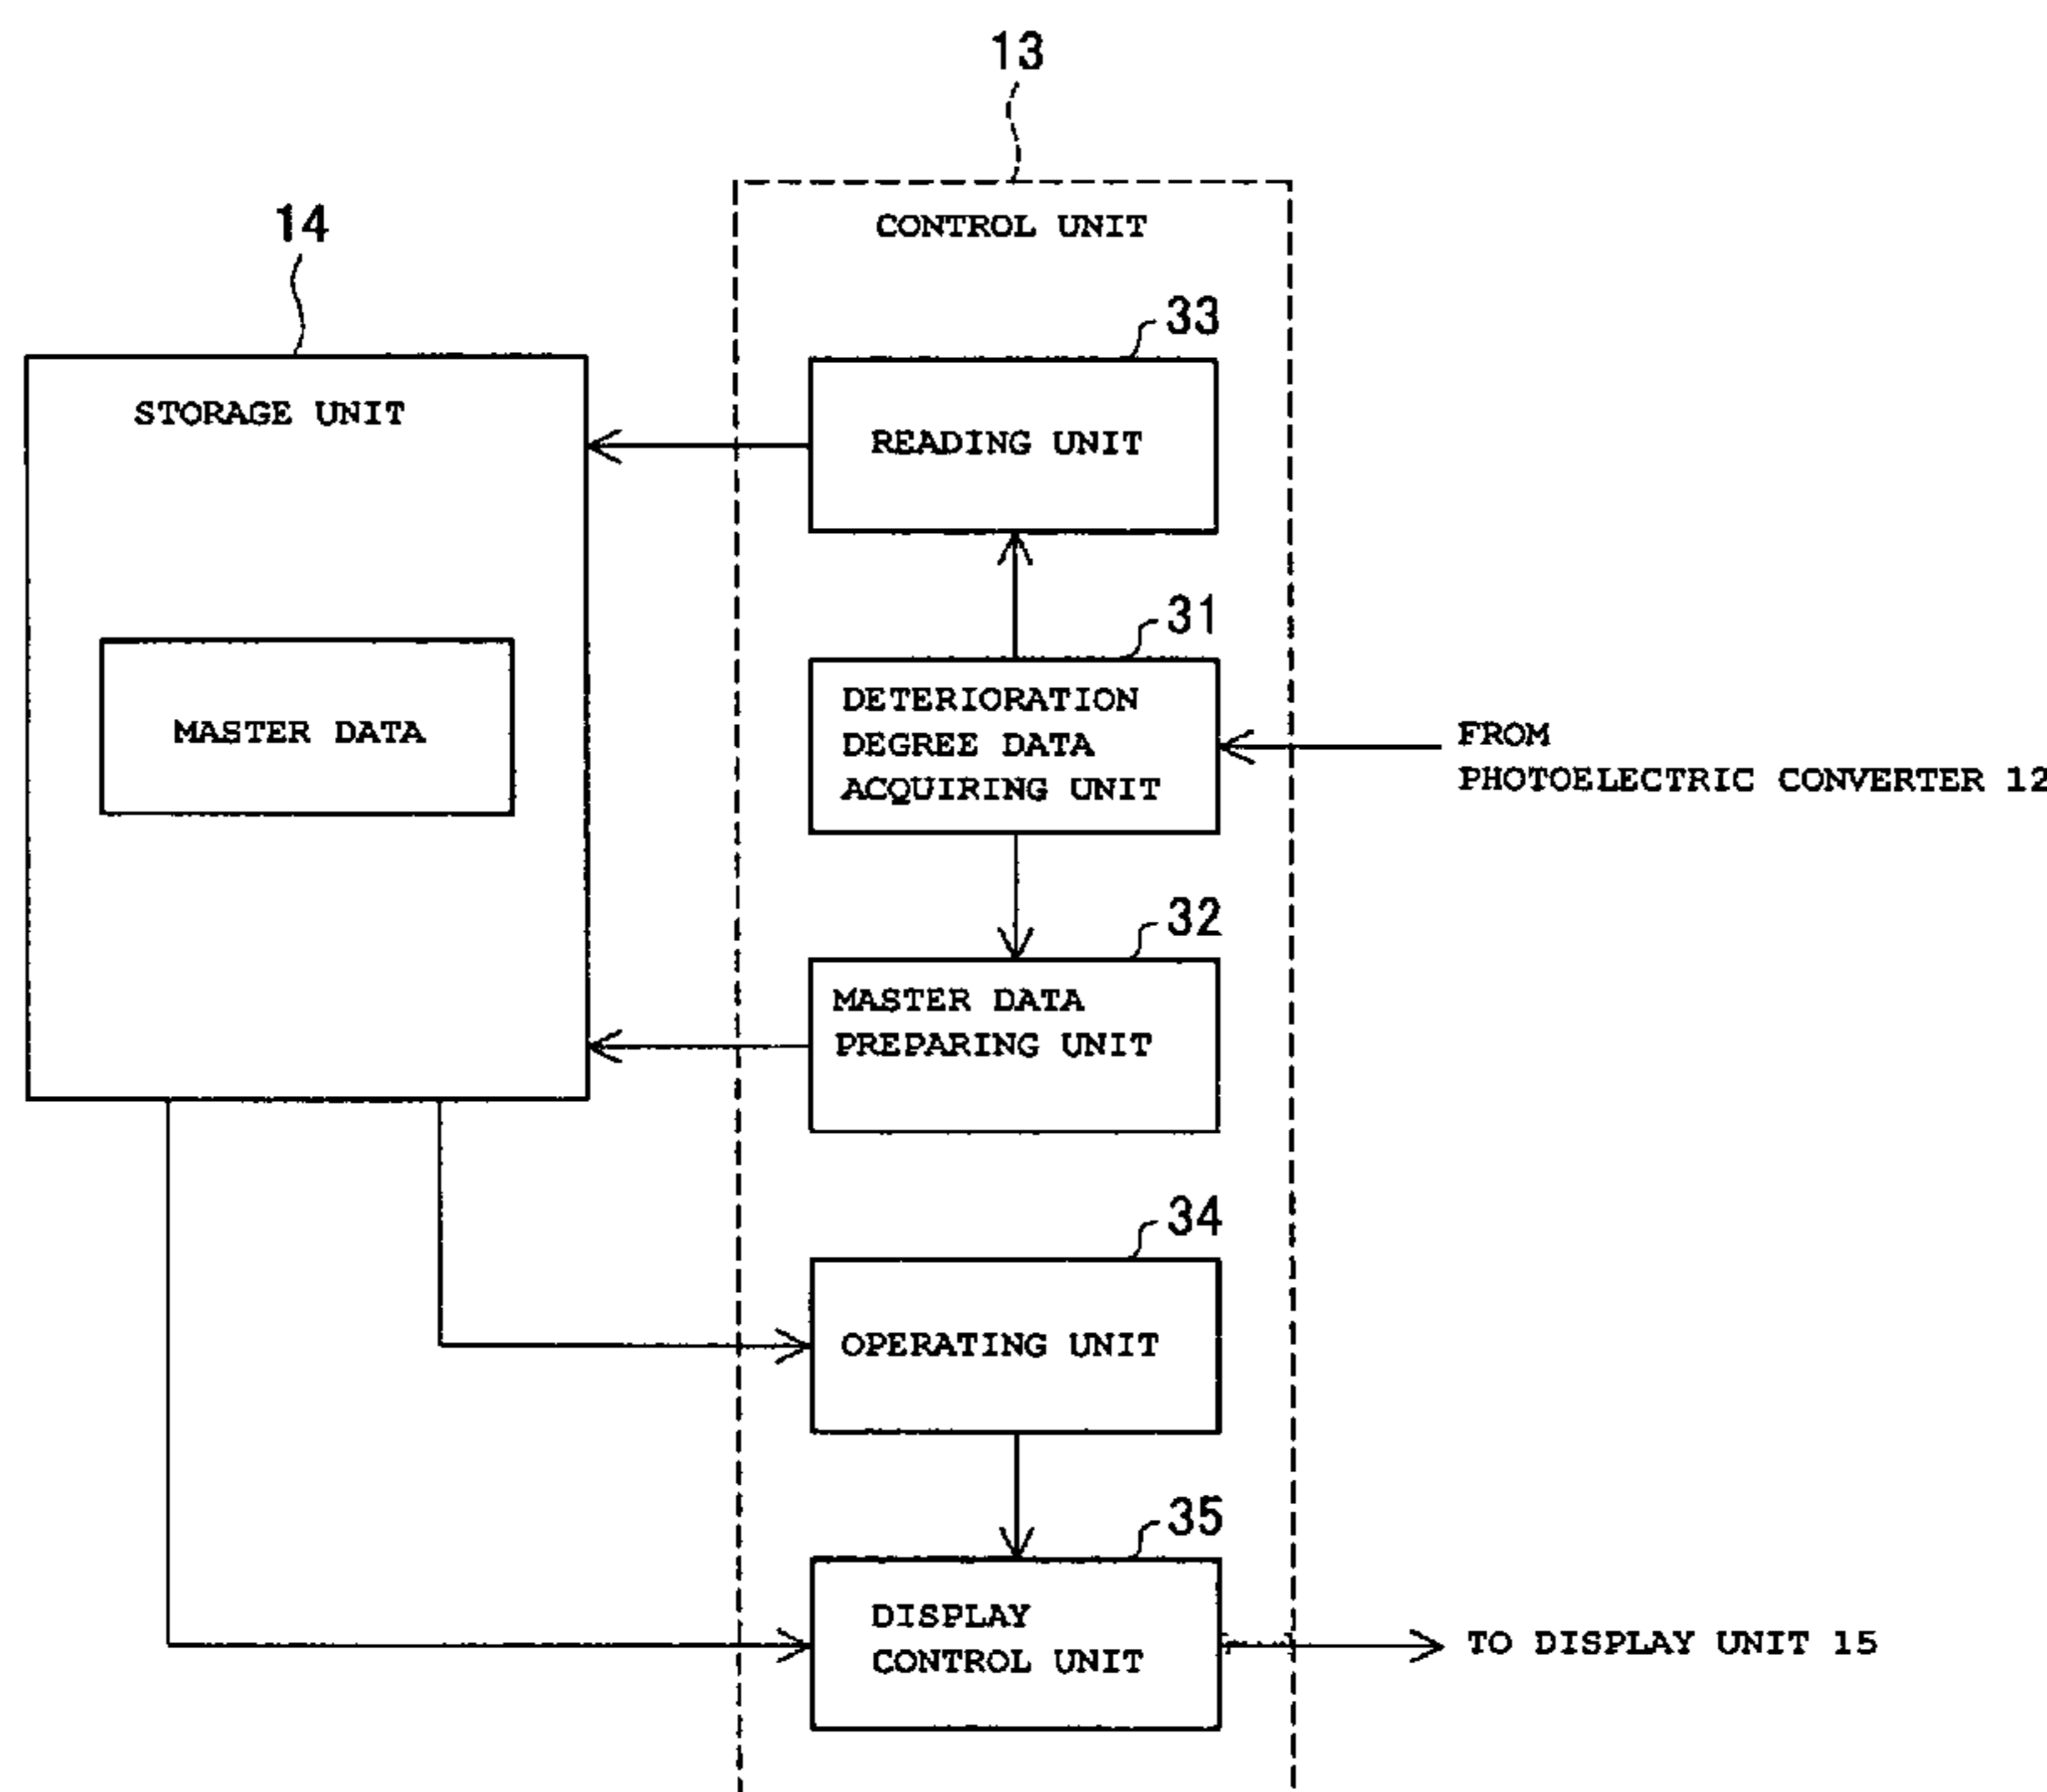 13
CONTROL UNIT
14
STORAGE UNIT
33
READING UNIT
31
DETERIORATION
DEGREE DATA
ACQUIRING UNIT
MASTER DATA
FROM
PHOTOELECTRIC CONVERTER 12
32
MASTER DATA
PREPARING UNIT
34
OPERATING UNIT
35
DISPLAY
CONTROL UNIT
TO DISPLAY UNIT 15